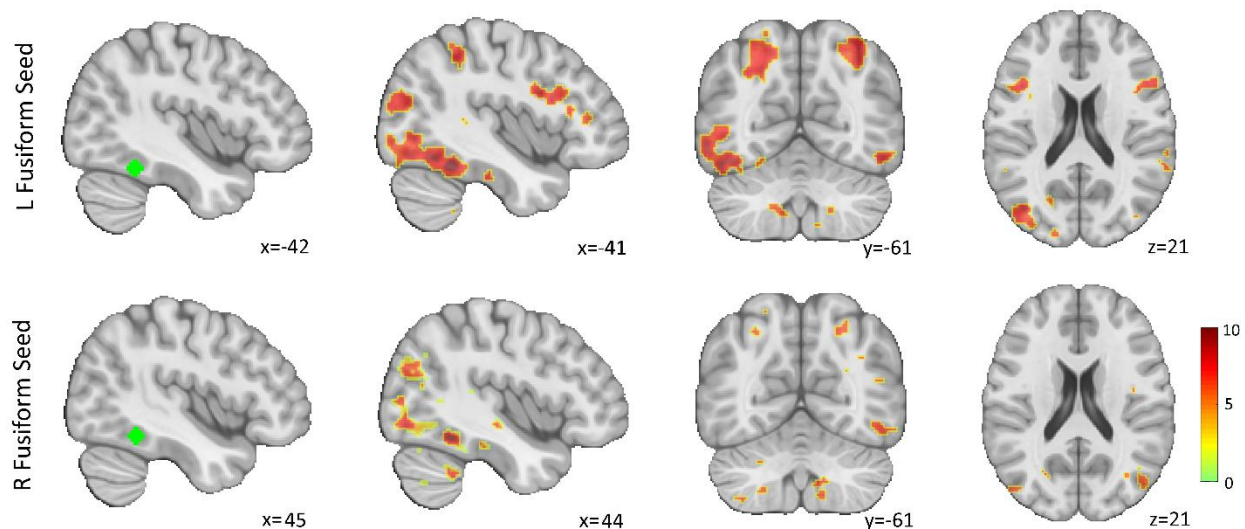 L Fusiform Seed
x=-42
x=-41
y=-61
z=21
R Fusiform Seed
x=45
x=44
y=-61
z=21
10
5
0